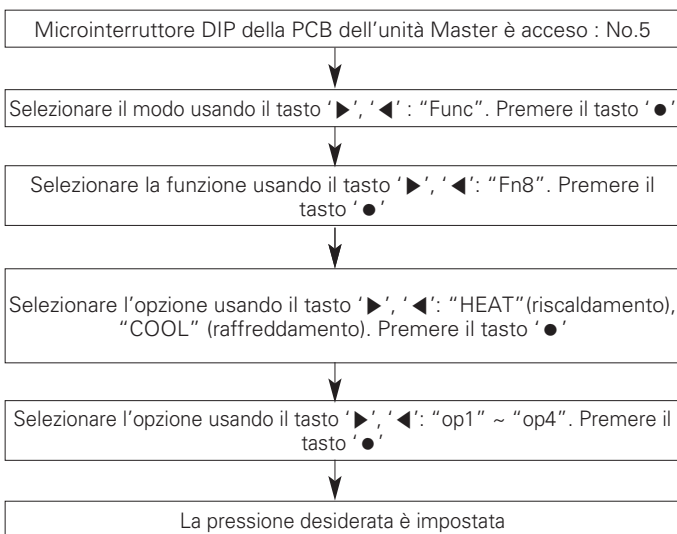 Microinterruttore DIP della PCB dell'unità Master è acceso : No.5
Selezionare il modo usando il tasto ‘▶’, ‘◀’ : “Func”. Premere il tasto ‘●’
Selezionare la funzione usando il tasto ‘▶’, ‘◀’: “Fn8”. Premere il
tasto ‘●’
Selezionare l’opzione usando il tasto ‘▶’, ‘◀’: “HEAT”(riscaldamento),
“COOL” (raffreddamento). Premere il tasto ‘●’
Selezionare l’opzione usando il tasto ‘▶’, ‘◀’: “op1” ~ “op4”. Premere il
tasto ‘●’
La pressione desiderata è impostata